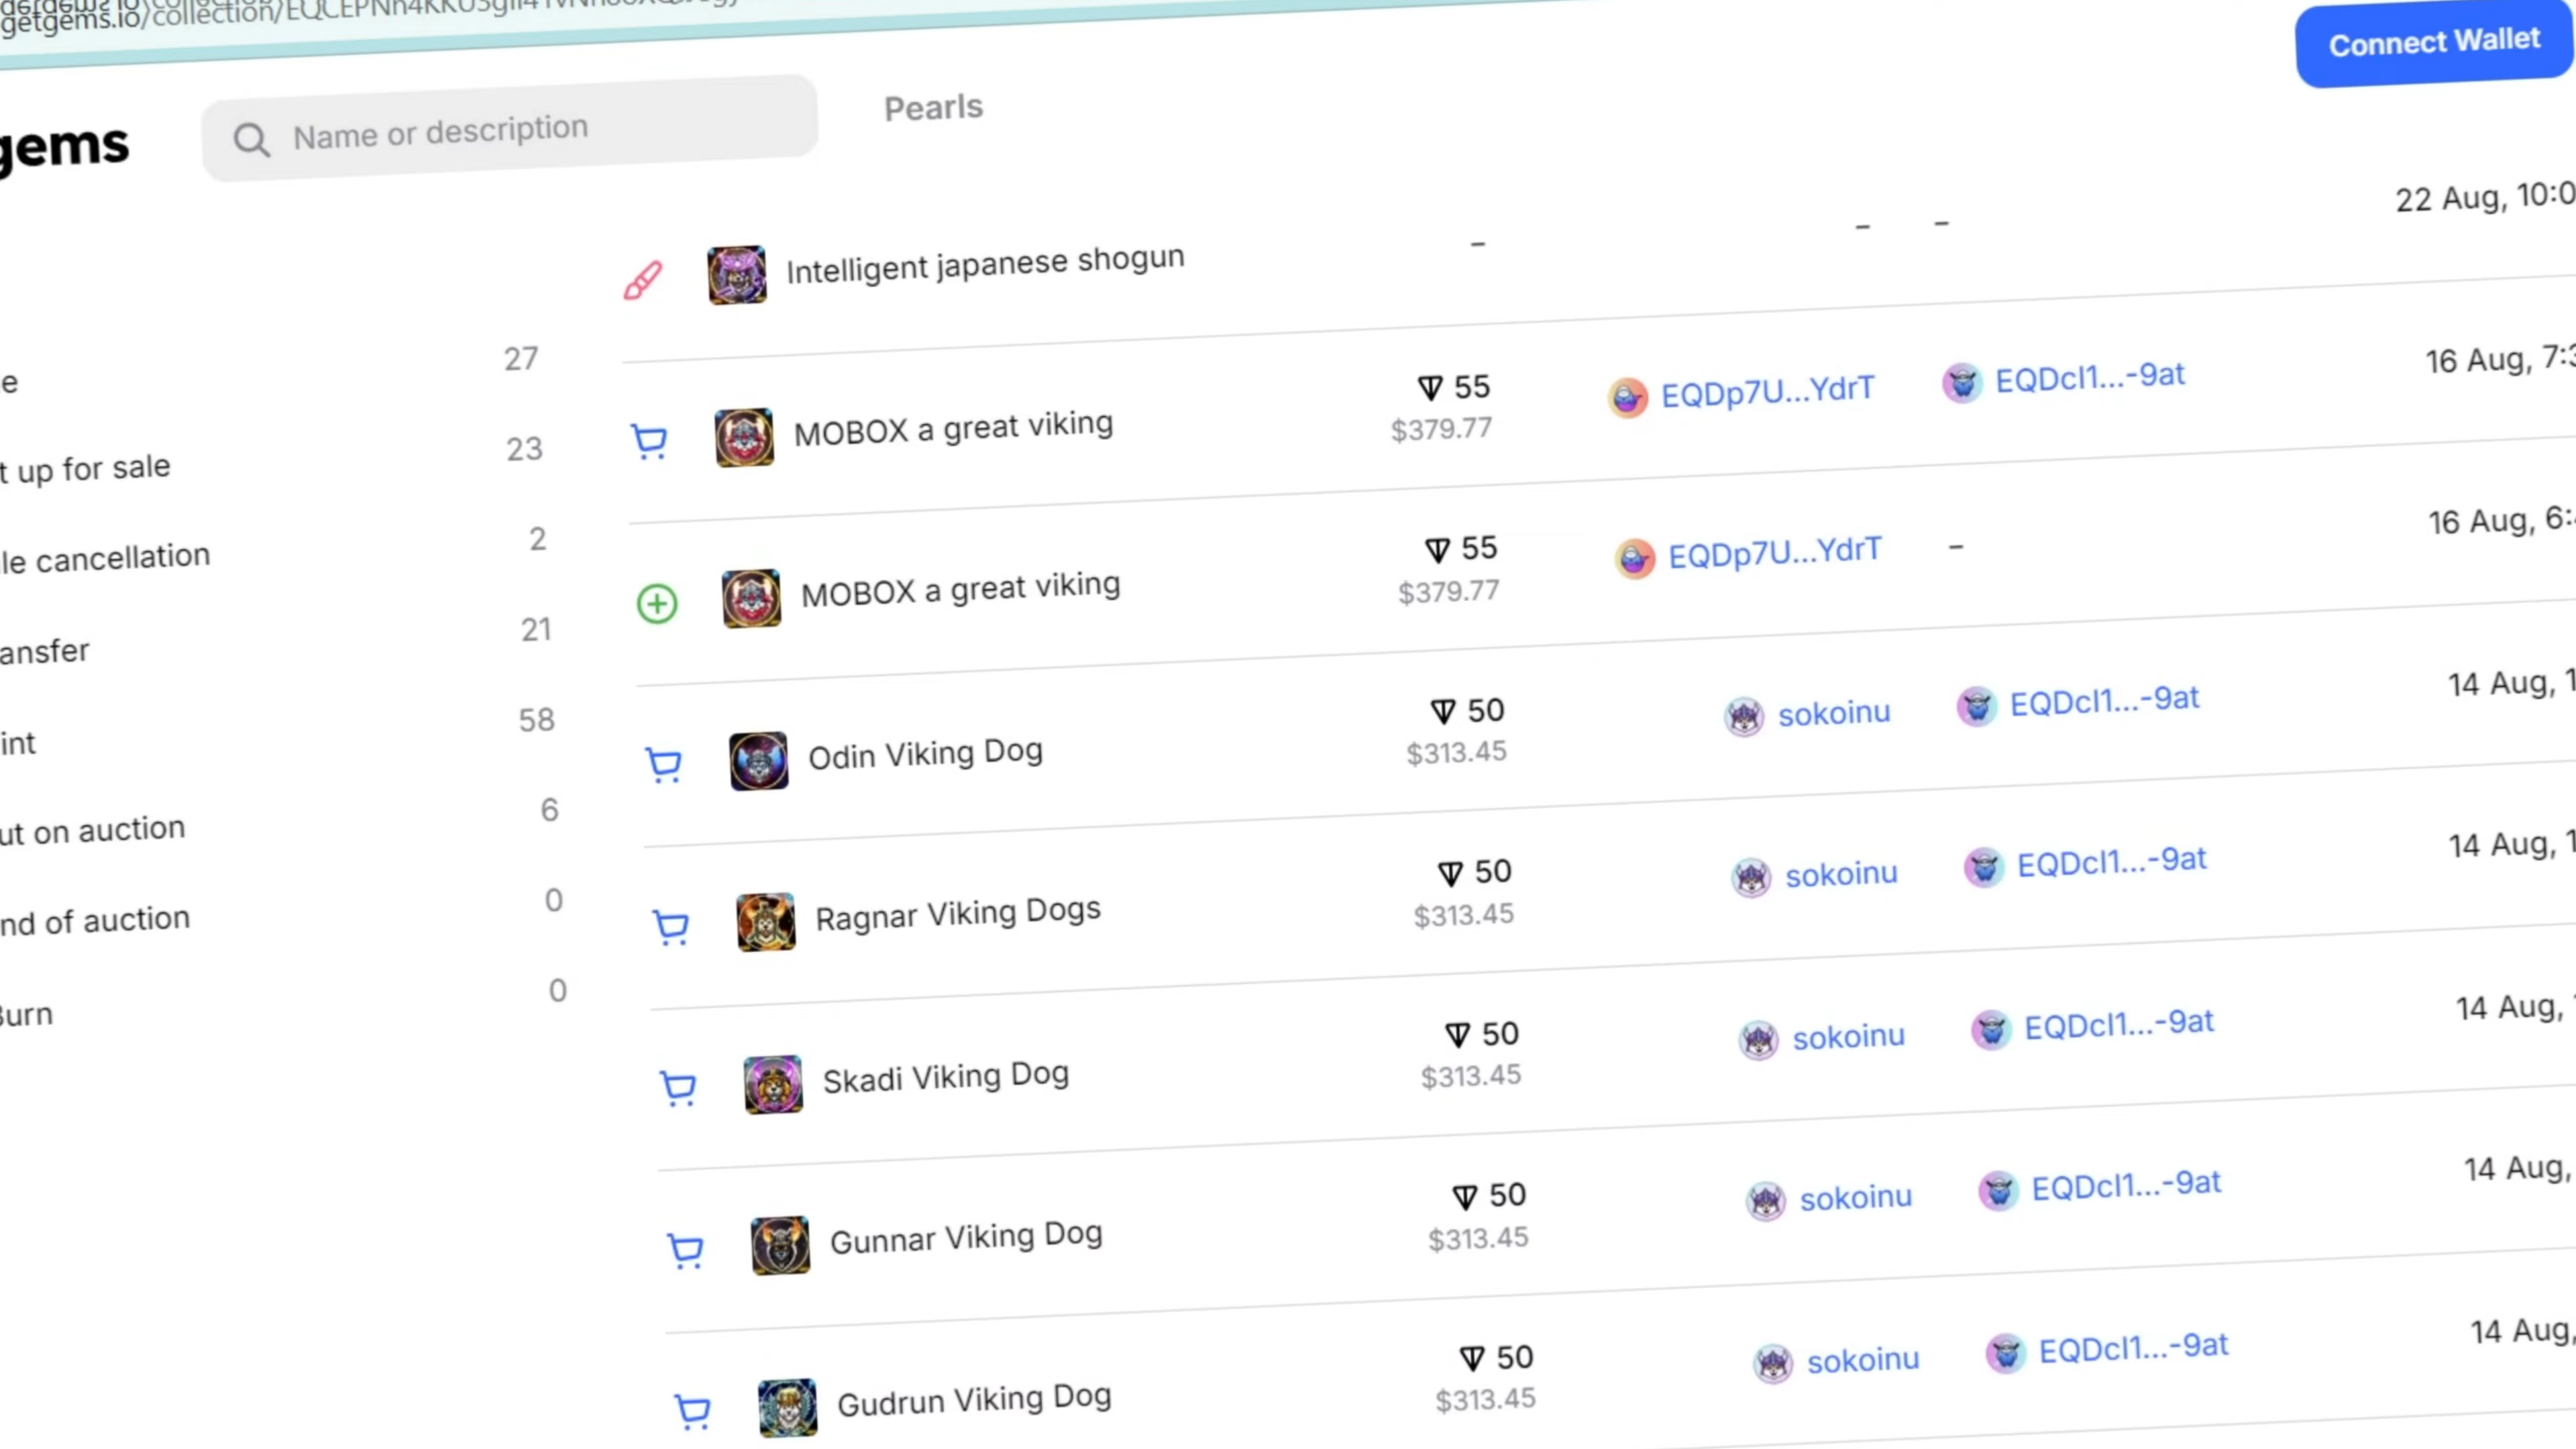 getgems.io/collection/
gems
Name or description
Pearls
Connect Wallet
e 27
t up for sale 23
le cancellation 2
ansfer 21
int 58
ut on auction 6
nd of auction 0
Burn 0
Intelligent japanese shogun - - - 22 Aug, 10:0
MOBOX a great viking 55 EQDp7U...YdrT EQDcl1...-9at 16 Aug, 7:3
$379.77
MOBOX a great viking 55 EQDp7U...YdrT - 16 Aug, 6:
$379.77
Odin Viking Dog 50 sokoinu EQDcl1...-9at 14 Aug, 1
$313.45
Ragnar Viking Dogs 50 sokoinu EQDcl1...-9at 14 Aug, 1
$313.45
Skadi Viking Dog 50 sokoinu EQDcl1...-9at 14 Aug,
$313.45
Gunnar Viking Dog 50 sokoinu EQDcl1...-9at 14 Aug,
$313.45
Gudrun Viking Dog 50 sokoinu EQDcl1...-9at 14 Aug,
$313.45